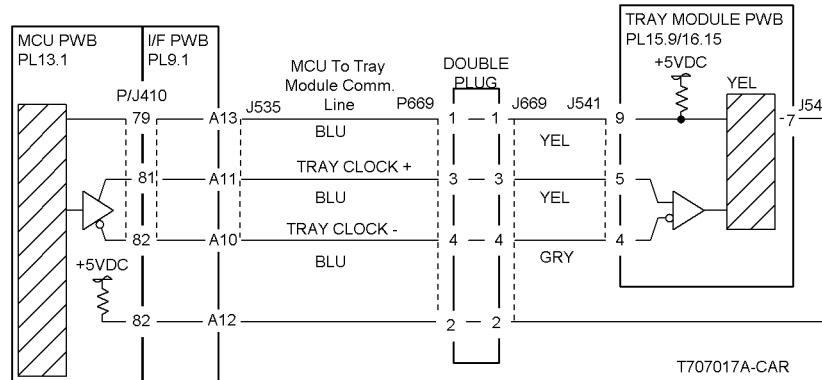 TRAY MODULE PWB
PL15.9/16.15
+5VDC
YEL
MCU PWB
PL13.1
I/F PWB
PL9.1
MCU To Tray
Module Comm.
Line
DOUBLE
PLUG
P/J410
J535
P669
J669
J541
J54
79
A13
1
1
9
7
BLU
YEL
TRAY CLOCK +
81
A11
3
3
5
BLU
YEL
TRAY CLOCK -
82
A10
4
4
4
BLU
GRY
+5VDC
82
A12
2
2
T707017A-CAR